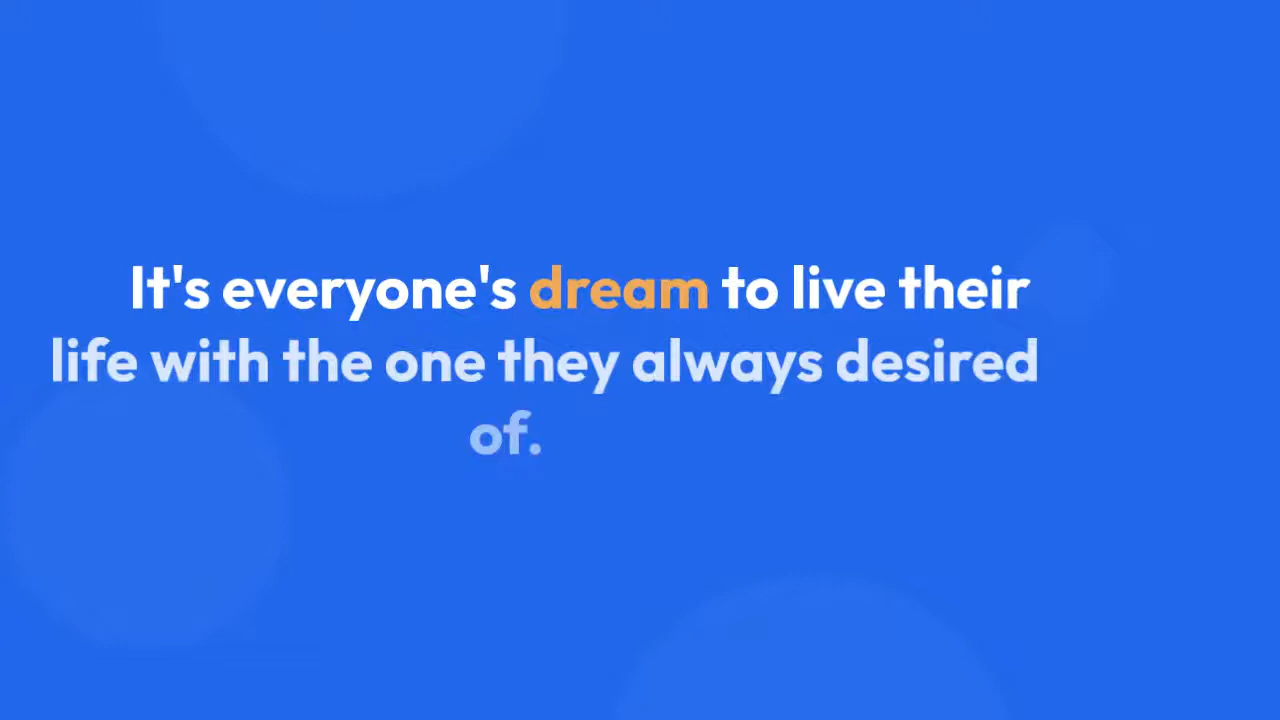 It's everyone's dream to live their
life with the one they always desired
of.